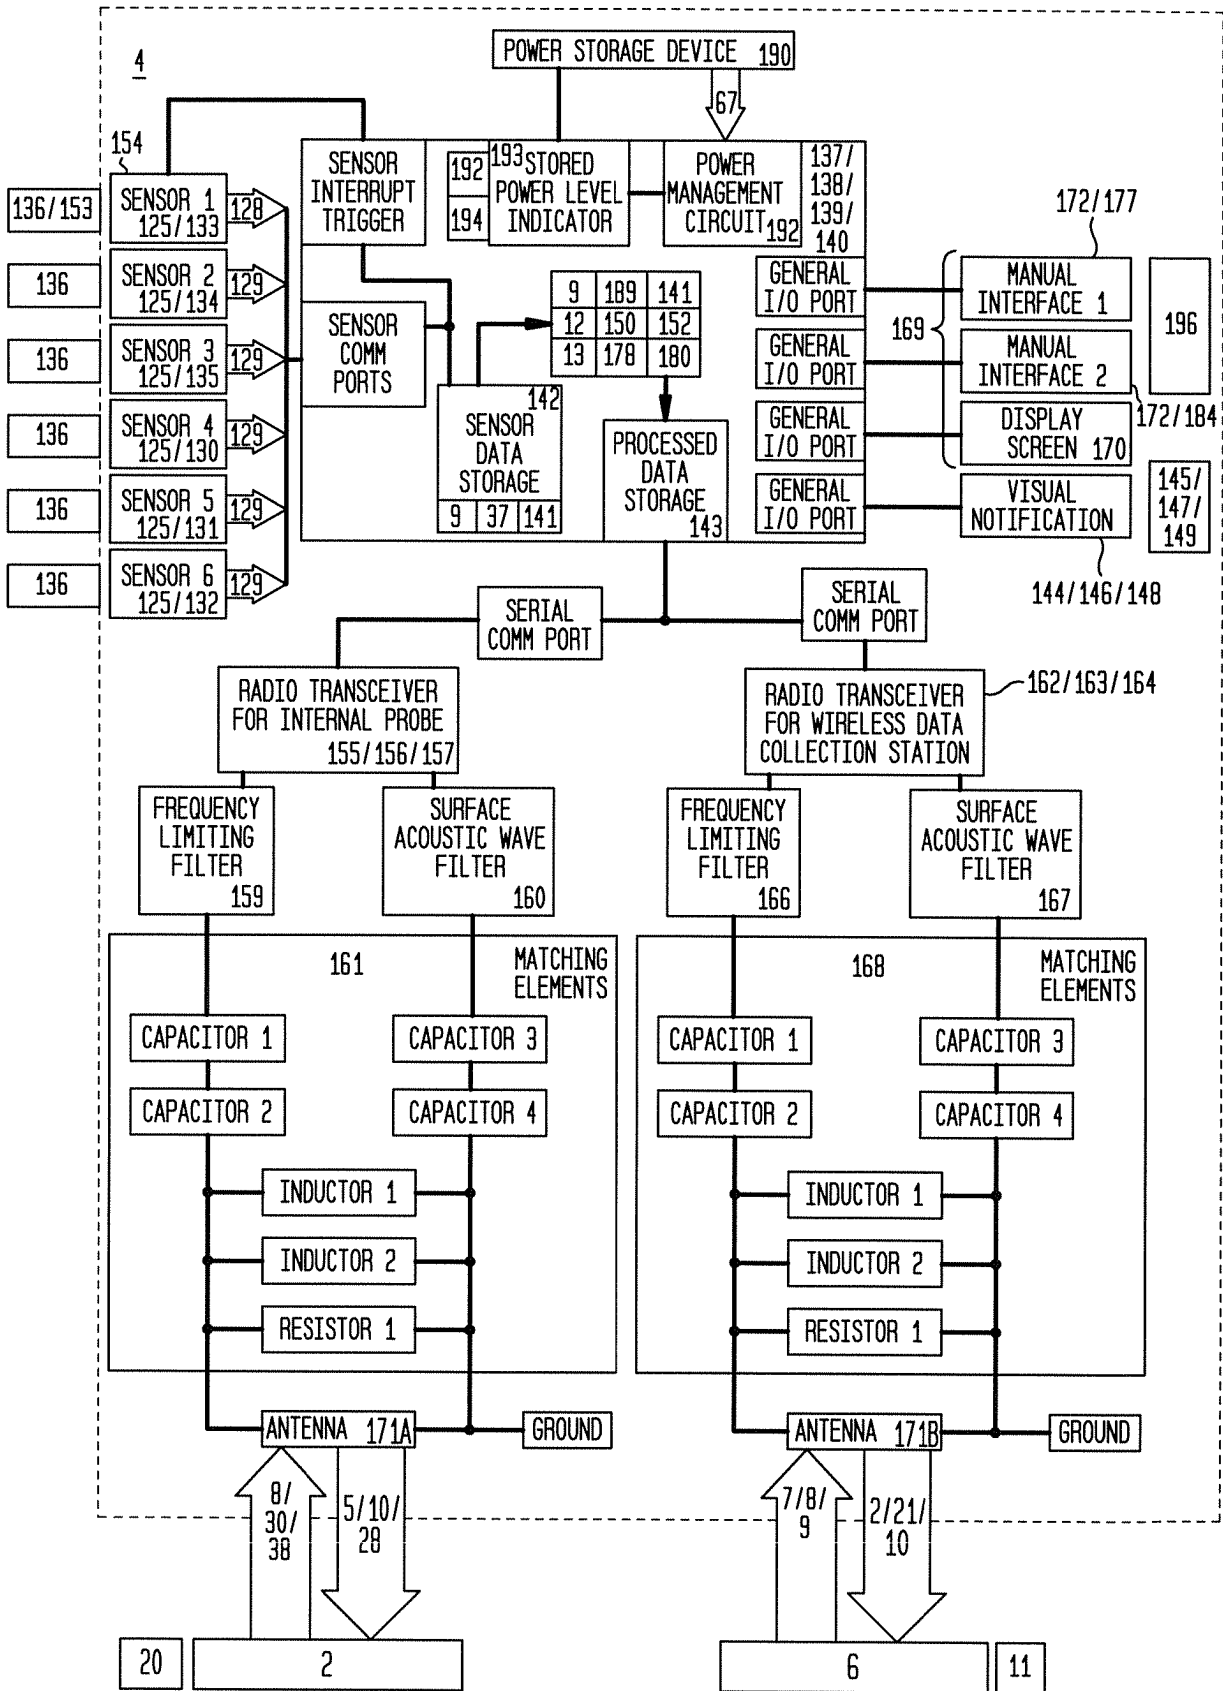 4
POWER STORAGE DEVICE 190
67
154
136/153
SENSOR 1
125/133
128
136
SENSOR 2
125/134
129
136
SENSOR 3
125/135
129
136
SENSOR 4
125/130
129
136
SENSOR 5
125/131
129
136
SENSOR 6
125/132
129
SENSOR
INTERRUPT
TRIGGER
192
194
193 STORED
POWER LEVEL
INDICATOR
POWER
MANAGEMENT
CIRCUIT 192
137/
138/
139/
140
SENSOR
COMM
PORTS
9 189 141
12 150 152
13 178 180
142
SENSOR
DATA
STORAGE
9 37 141
PROCESSED
DATA
STORAGE
143
GENERAL
I/O PORT
GENERAL
I/O PORT
GENERAL
I/O PORT
GENERAL
I/O PORT
169
172/177
MANUAL
INTERFACE 1
MANUAL
INTERFACE 2
196
172/184
DISPLAY
SCREEN 170
VISUAL
NOTIFICATION
145/
147/
149
144/146/148
SERIAL
COMM PORT
SERIAL
COMM PORT
RADIO TRANSCEIVER
FOR INTERNAL PROBE
155/156/157
RADIO TRANSCEIVER
FOR WIRELESS DATA
COLLECTION STATION
162/163/164
FREQUENCY
LIMITING
FILTER
159
SURFACE
ACOUSTIC WAVE
FILTER
160
FREQUENCY
LIMITING
FILTER
166
SURFACE
ACOUSTIC WAVE
FILTER
167
161
MATCHING
ELEMENTS
CAPACITOR 1
CAPACITOR 3
CAPACITOR 2
CAPACITOR 4
INDUCTOR 1
INDUCTOR 2
RESISTOR 1
ANTENNA 171A
GROUND
168
MATCHING
ELEMENTS
CAPACITOR 1
CAPACITOR 3
CAPACITOR 2
CAPACITOR 4
INDUCTOR 1
INDUCTOR 2
RESISTOR 1
ANTENNA 171B
GROUND
8/
30/
38
5/10/
28
7/8/
9
2/21/
10
20
2
6
11